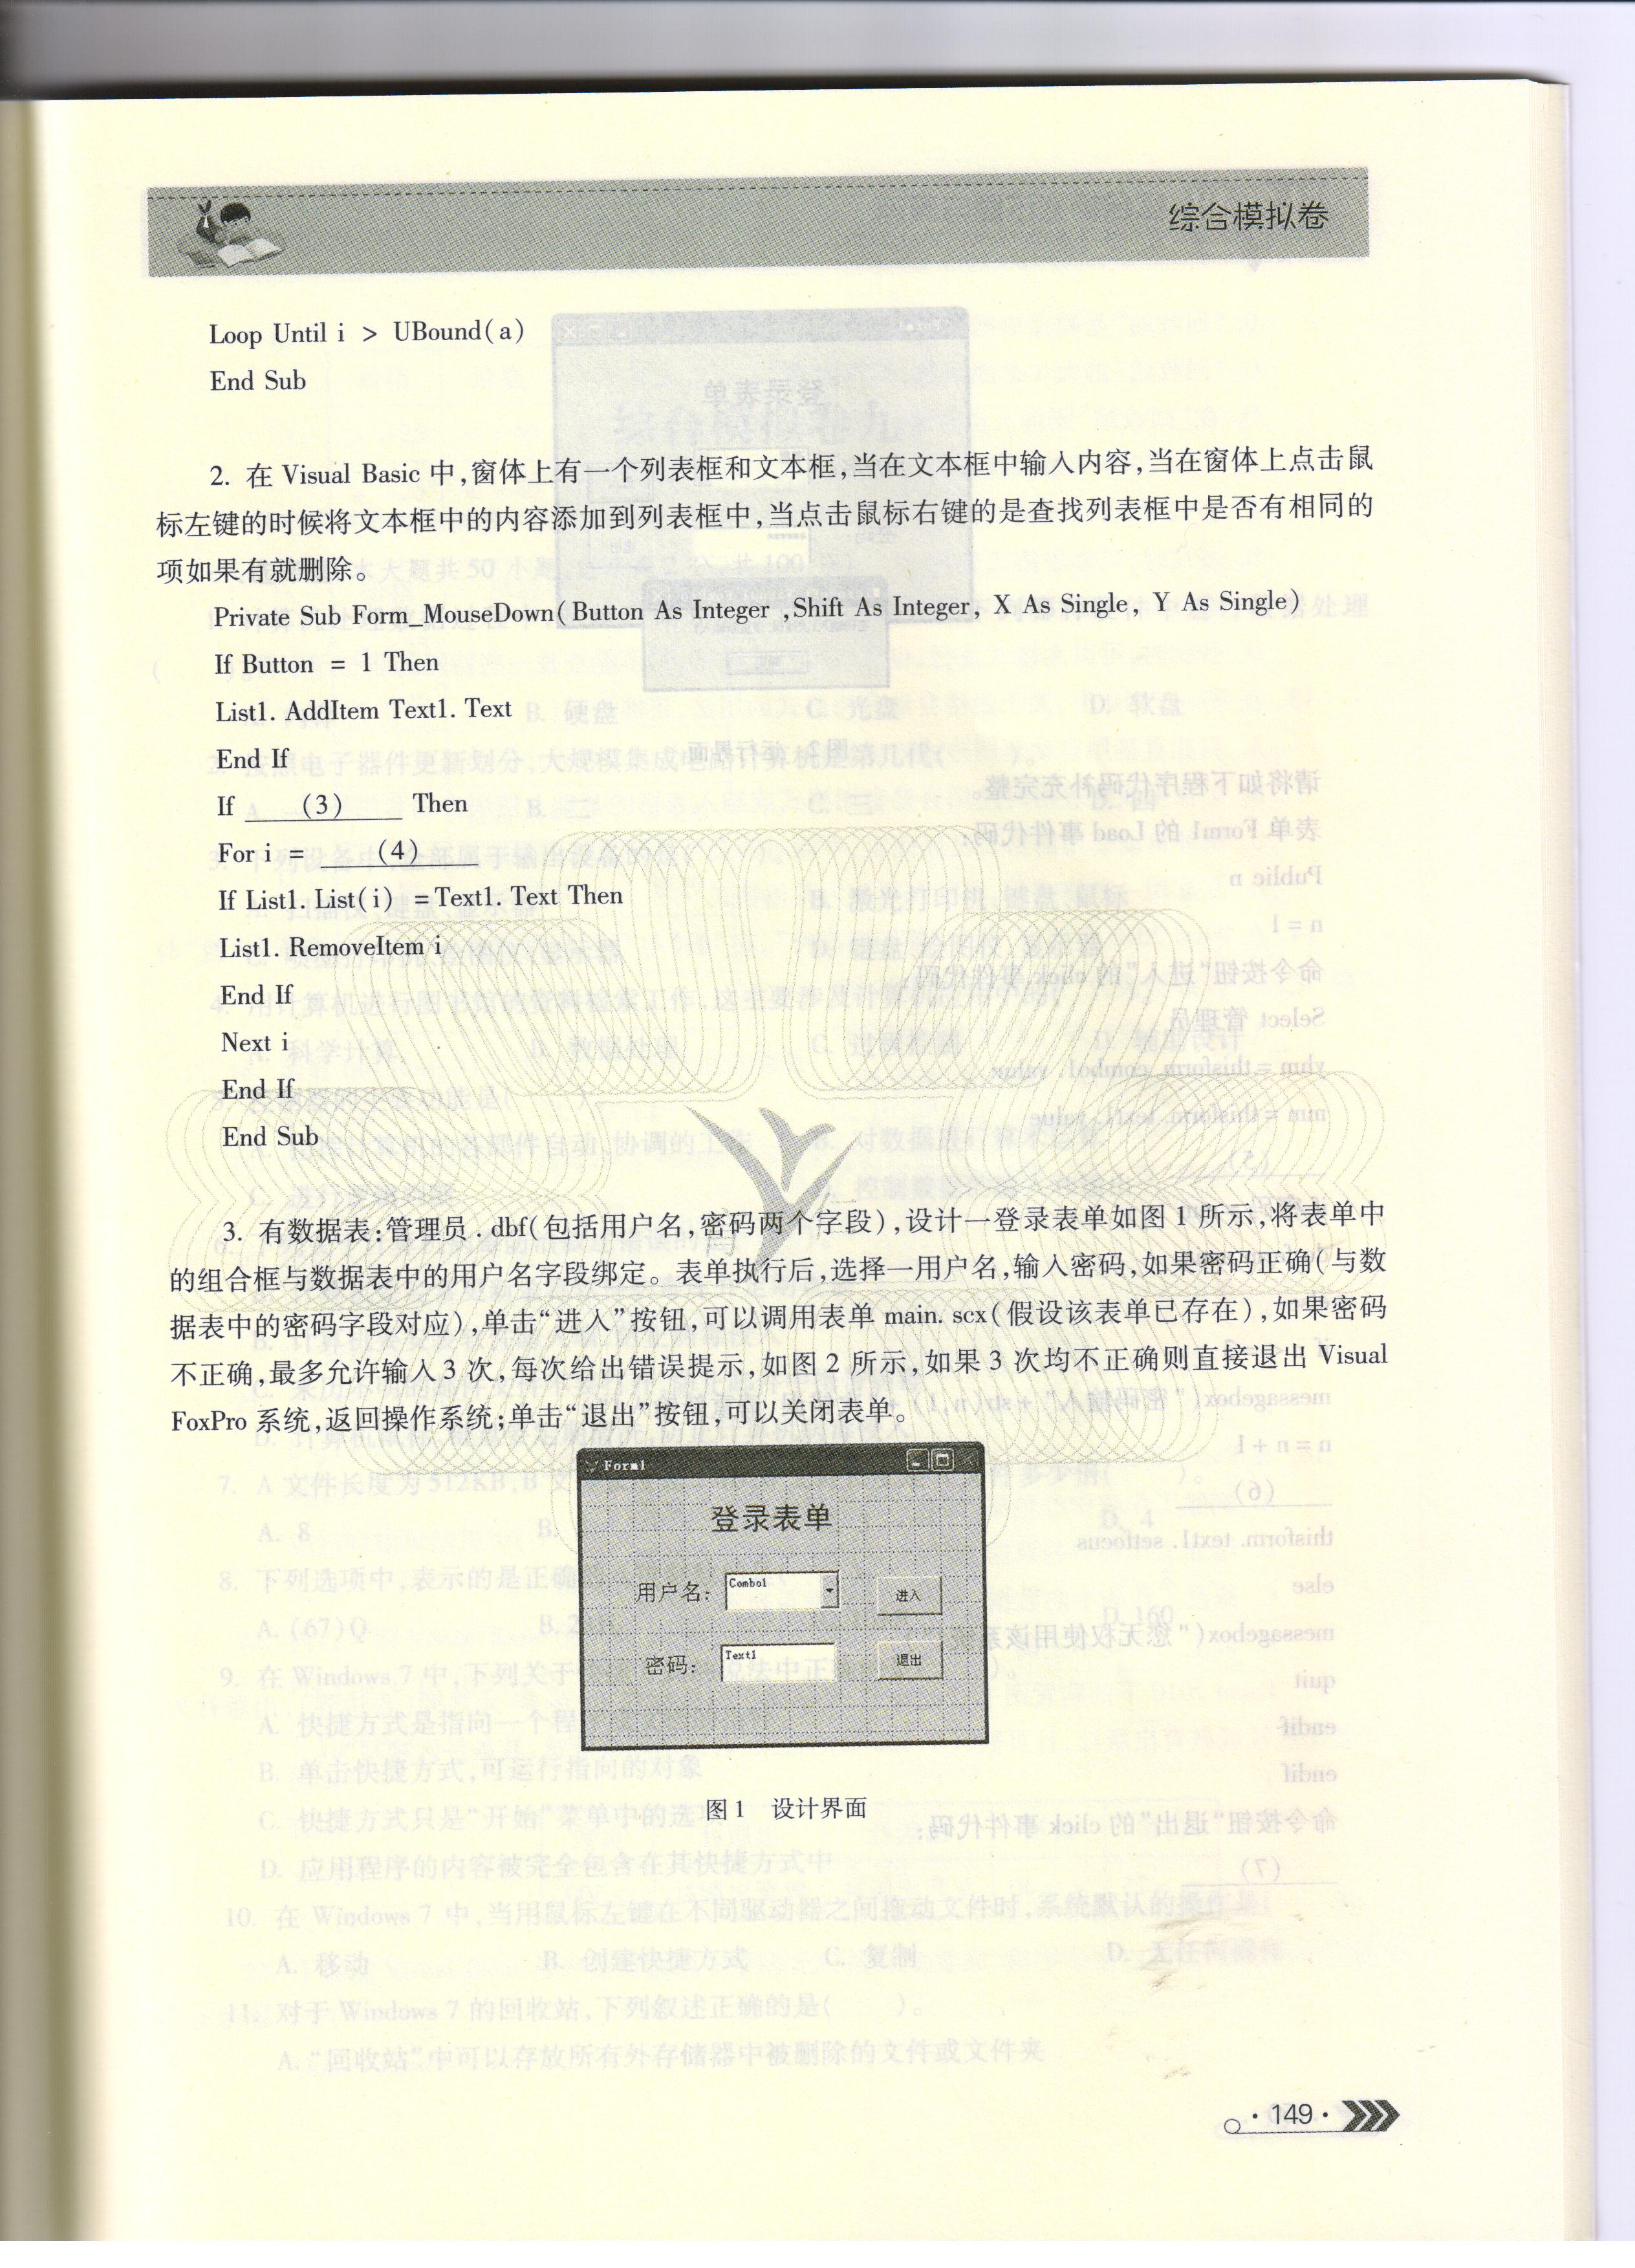 综合模拟卷
Loop Until i > UBound(a)
End Sub
2. 在 Visual Basic 中,窗体上有一个列表框和文本框,当在文本框中输入内容,当在窗体上点击鼠
标左键的时候将文本框中的内容添加到列表框中,当点击鼠标右键的是查找列表框中是否有相同的
项如果有就删除。
Private Sub Form_MouseDown(Button As Integer ,Shift As Integer, X As Single, Y As Single)
If Button = 1 Then
List1. AddItem Text1. Text
End If
If (3) Then
For i = (4)
If List1. List(i) =Text1. Text Then
List1. RemoveItem i
End If
Next i
End If
End Sub
3. 有数据表:管理员. dbf(包括用户名,密码两个字段),设计一登录表单如图 1 所示,将表单中
的组合框与数据表中的用户名字段绑定。表单执行后,选择一用户名,输入密码,如果密码正确(与数
据表中的密码字段对应),单击“进入”按钮,可以调用表单 main. scx(假设该表单已存在),如果密码
不正确,最多允许输入 3 次,每次给出错误提示,如图 2 所示,如果 3 次均不正确则直接退出 Visual
FoxPro 系统,返回操作系统;单击“退出”按钮,可以关闭表单。
Form1
登录表单
用户名: Combo1 进入
密码: Text1 退出
图 1 设计界面
· 149 ·